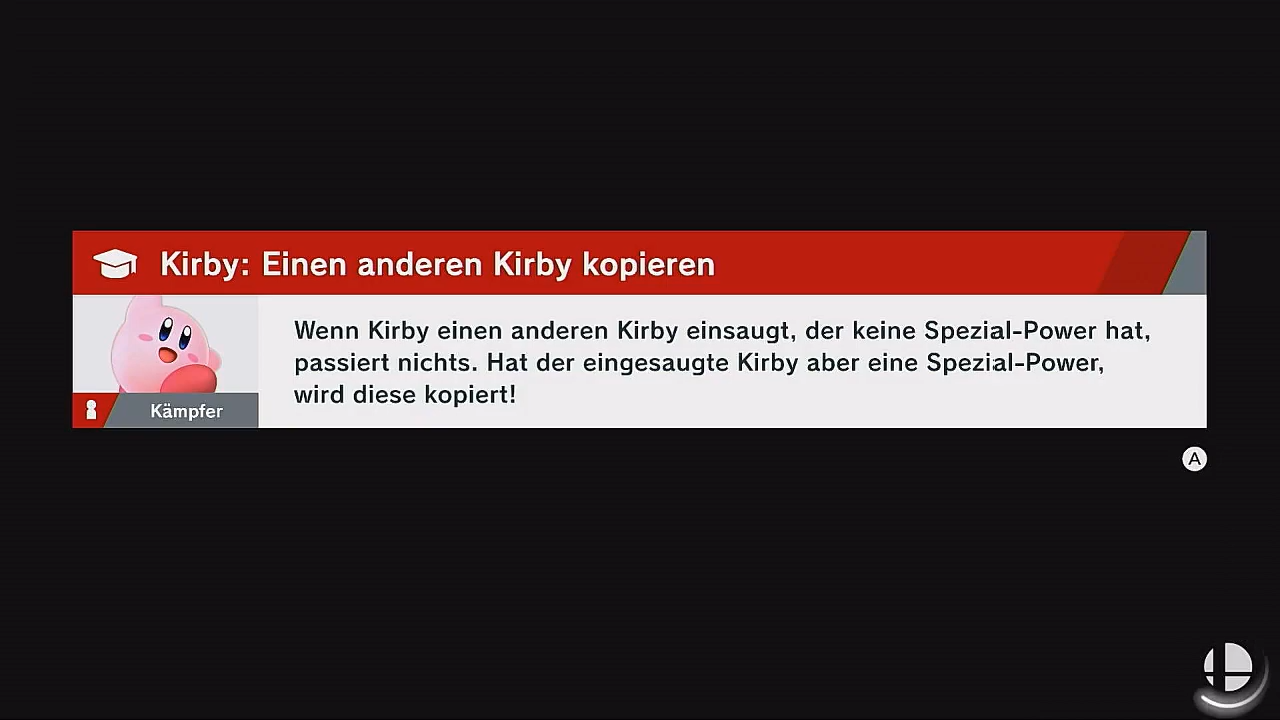 Kirby: Einen anderen Kirby kopieren
Wenn Kirby einen anderen Kirby einsaugt, der keine Spezial-Power hat,
passiert nichts. Hat der eingesaugte Kirby aber eine Spezial-Power,
wird diese kopiert!
Kämpfer
A